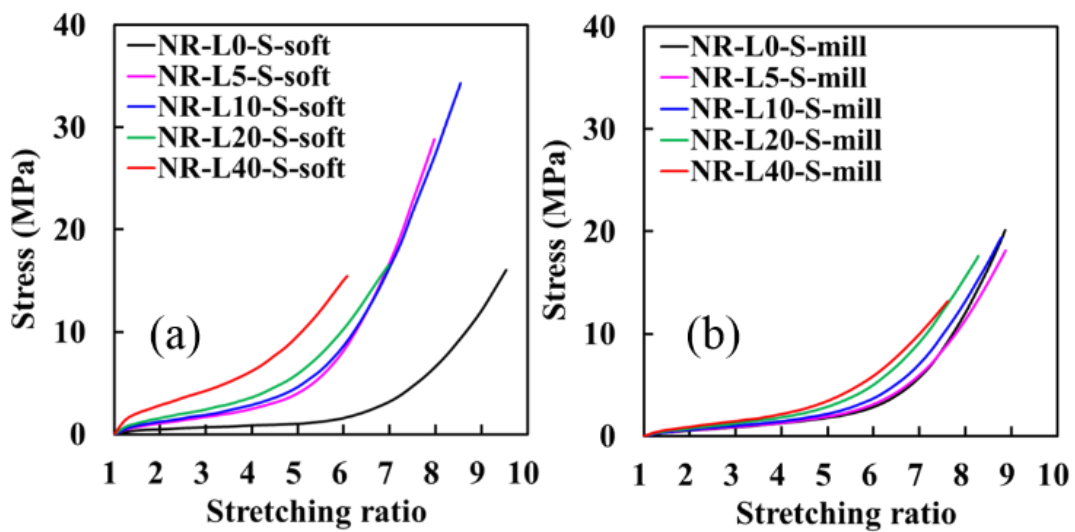 40
30
20
10
0
Stress (MPa)
NR-L0-S-soft
NR-L5-S-soft
NR-L10-S-soft
NR-L20-S-soft
NR-L40-S-soft
(a)
1 2 3 4 5 6 7 8 9 10
Stretching ratio
40
30
20
10
0
Stress (MPa)
NR-L0-S-mill
NR-L5-S-mill
NR-L10-S-mill
NR-L20-S-mill
NR-L40-S-mill
(b)
1 2 3 4 5 6 7 8 9 10
Stretching ratio